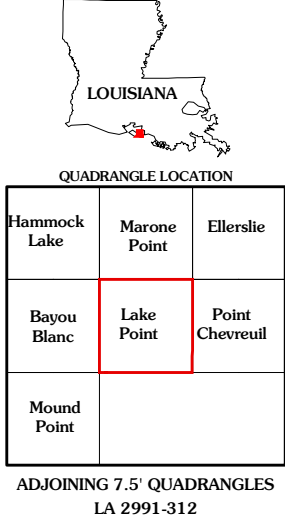 LOUISIANA
QUADRANGLE LOCATION
Hammock
Lake
Marone
Point
Ellerslie
Bayou
Blanc
Lake
Point
Point
Chevreuil
Mound
Point
ADJOINING 7.5' QUADRANGLES
LA 2991-312